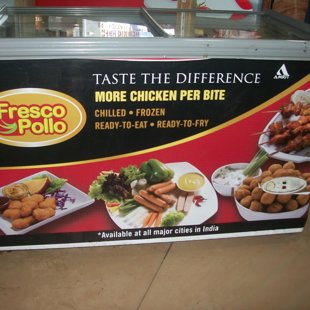 TASTE THE DIFFERENCE
MORE CHICKEN PER BITE
CHILLED • FROZEN
READY-TO-EAT • READY-TO-FRY
Fresco
Pollo
*Available at all major cities in India